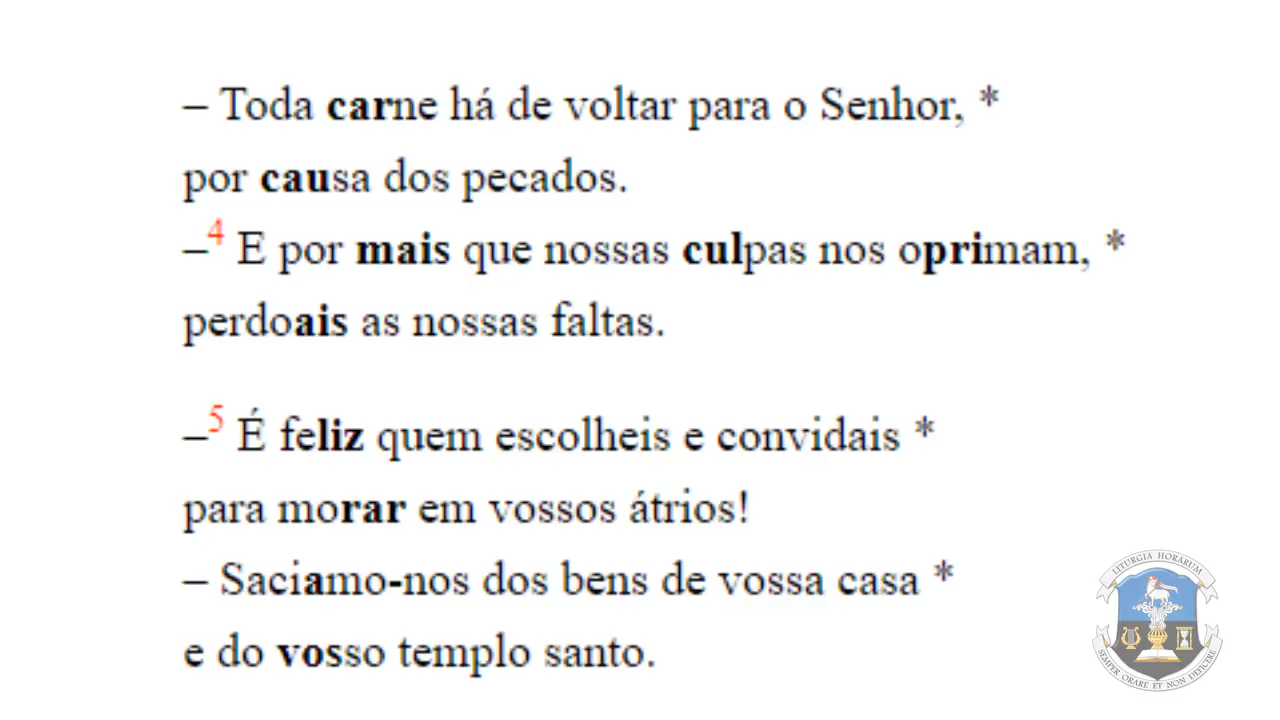 – Toda carne há de voltar para o Senhor, *
por causa dos pecados.
–4 E por mais que nossas culpas nos oprimam, *
perdoais as nossas faltas.
–5 É feliz quem escolheis e convidais *
para morar em vossos átrios!
– Saciamo-nos dos bens de vossa casa *
e do vosso templo santo.
LITURGIA HORARUM
SEMPER ORARE ET NON DEFICERE